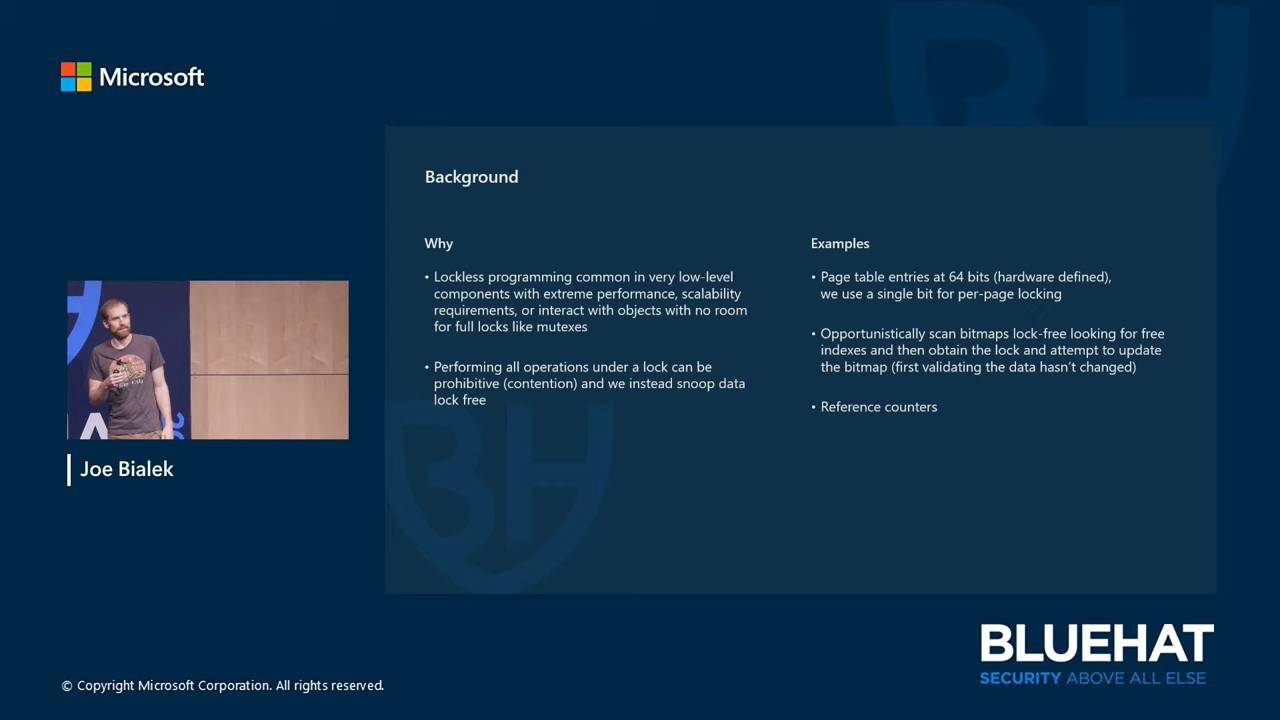 Microsoft
Background
Why
• Lockless programming common in very low-level
components with extreme performance, scalability
requirements, or interact with objects with no room
for full locks like mutexes
• Performing all operations under a lock can be
prohibitive (contention) and we instead snoop data
lock free
Examples
• Page table entries at 64 bits (hardware defined),
we use a single bit for per-page locking
• Opportunistically scan bitmaps lock-free looking for free
indexes and then obtain the lock and attempt to update
the bitmap (first validating the data hasn't changed)
• Reference counters
Joe Bialek
BLUEHAT
SECURITY ABOVE ALL ELSE
© Copyright Microsoft Corporation. All rights reserved.